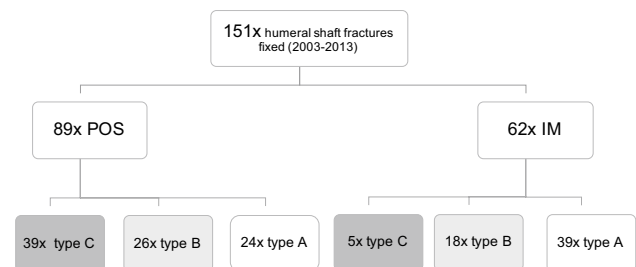 151x humeral shaft fractures
fixed (2003-2013)
89x POS
62x IM
39x type C
26x type B
24x type A
5x type C
18x type B
39x type A